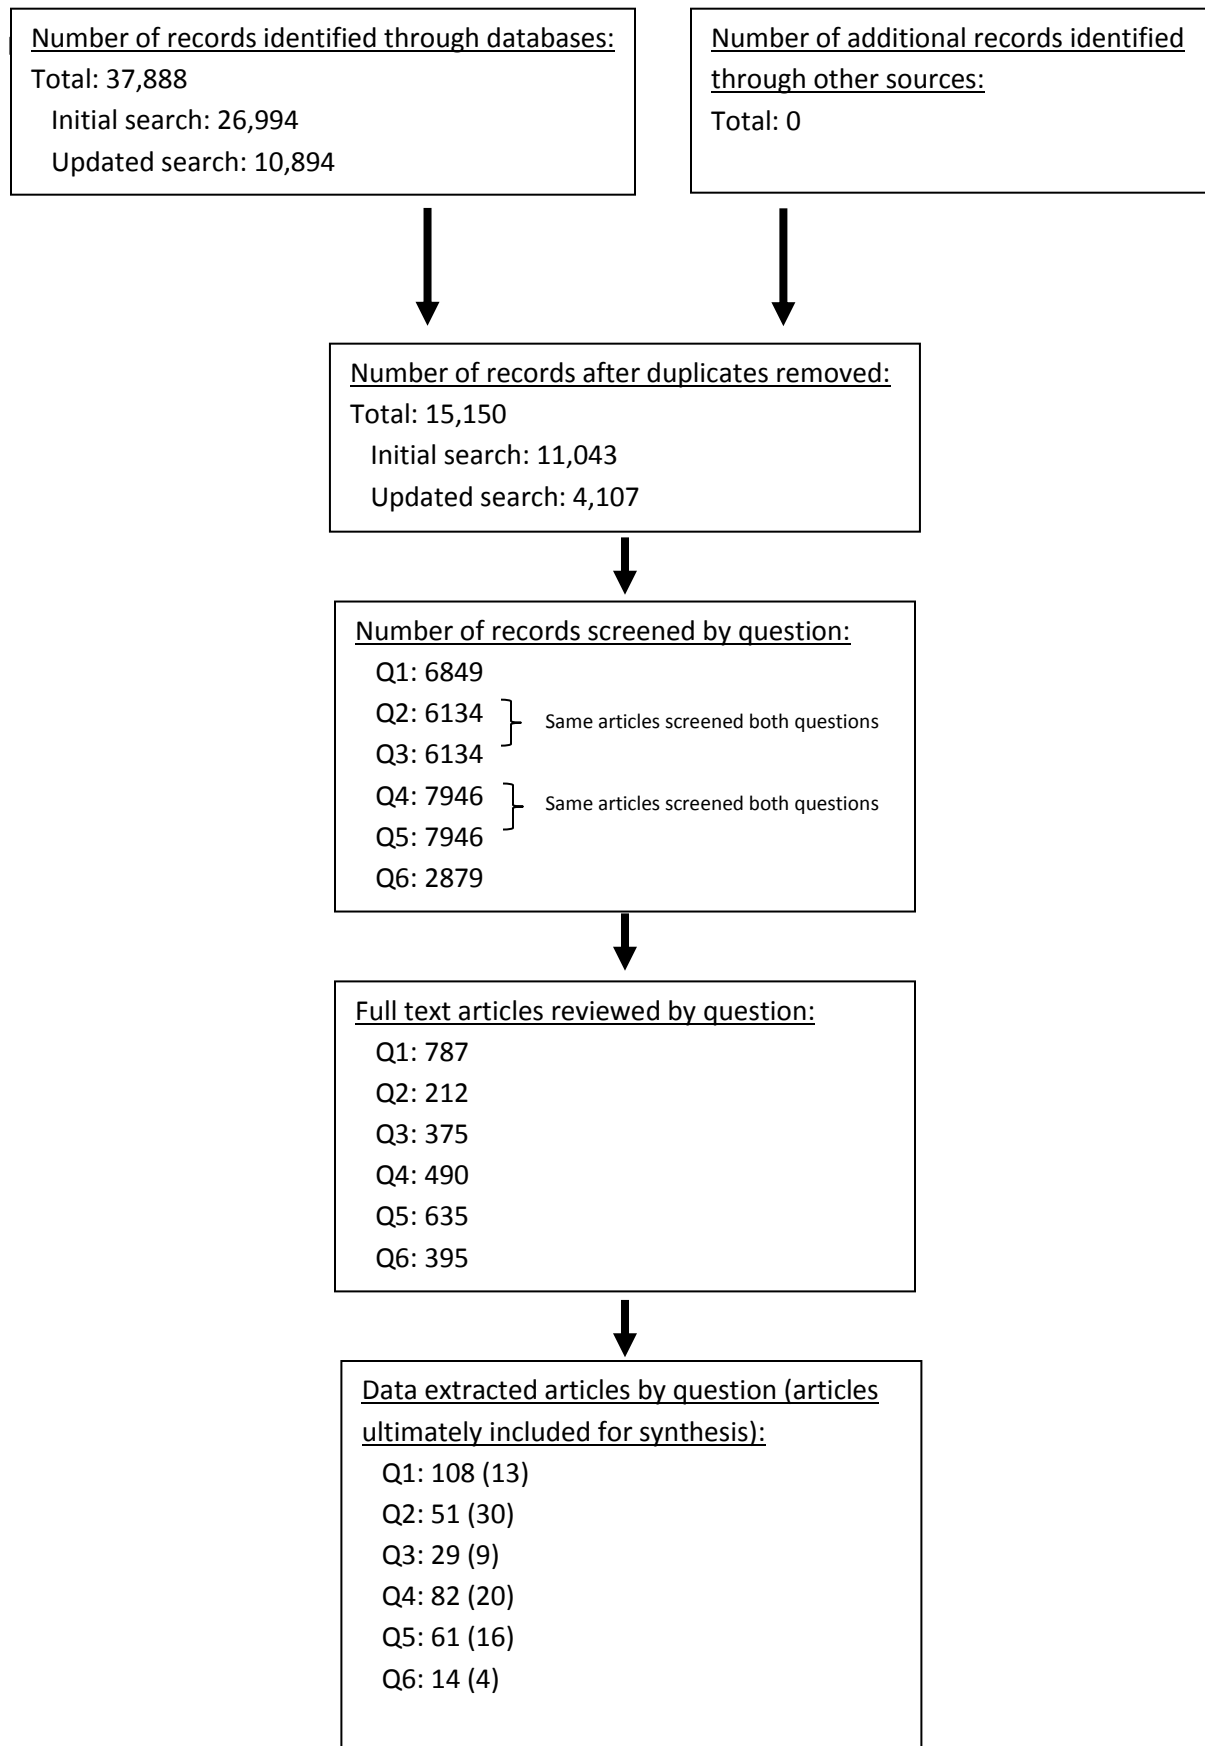 Number of records identified through databases:
Total: 37,888
Initial search: 26,994
Updated search: 10,894
Number of additional records identified
through other sources:
Total: 0
Number of records after duplicates removed:
Total: 15,150
Initial search: 11,043
Updated search: 4,107
Number of records screened by question:
Q1: 6849
Q2: 6134
Same articles screened both questions
Q3: 6134
Q4: 7946
Same articles screened both questions
Q5: 7946
Q6: 2879
Full text articles reviewed by question:
Q1: 787
Q2: 212
Q3: 375
Q4: 490
Q5: 635
Q6: 395
Data extracted articles by question (articles
ultimately included for synthesis):
Q1: 108 (13)
Q2: 51 (30)
Q3: 29 (9)
Q4: 82 (20)
Q5: 61 (16)
Q6: 14 (4)